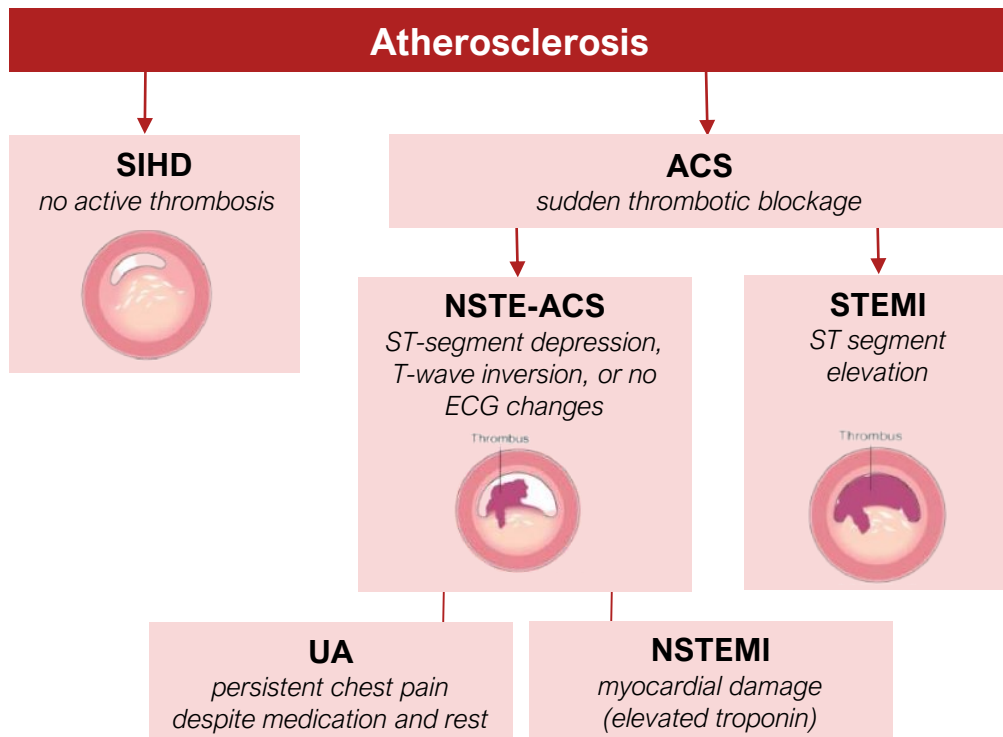 Atherosclerosis
SIHD
no active thrombosis
ACS
sudden thrombotic blockage
NSTE-ACS
ST-segment depression,
T-wave inversion, or no
ECG changes
Thrombus
STEMI
ST segment
elevation
Thrombus
UA
persistent chest pain
despite medication and rest
NSTEMI
myocardial damage
(elevated troponin)